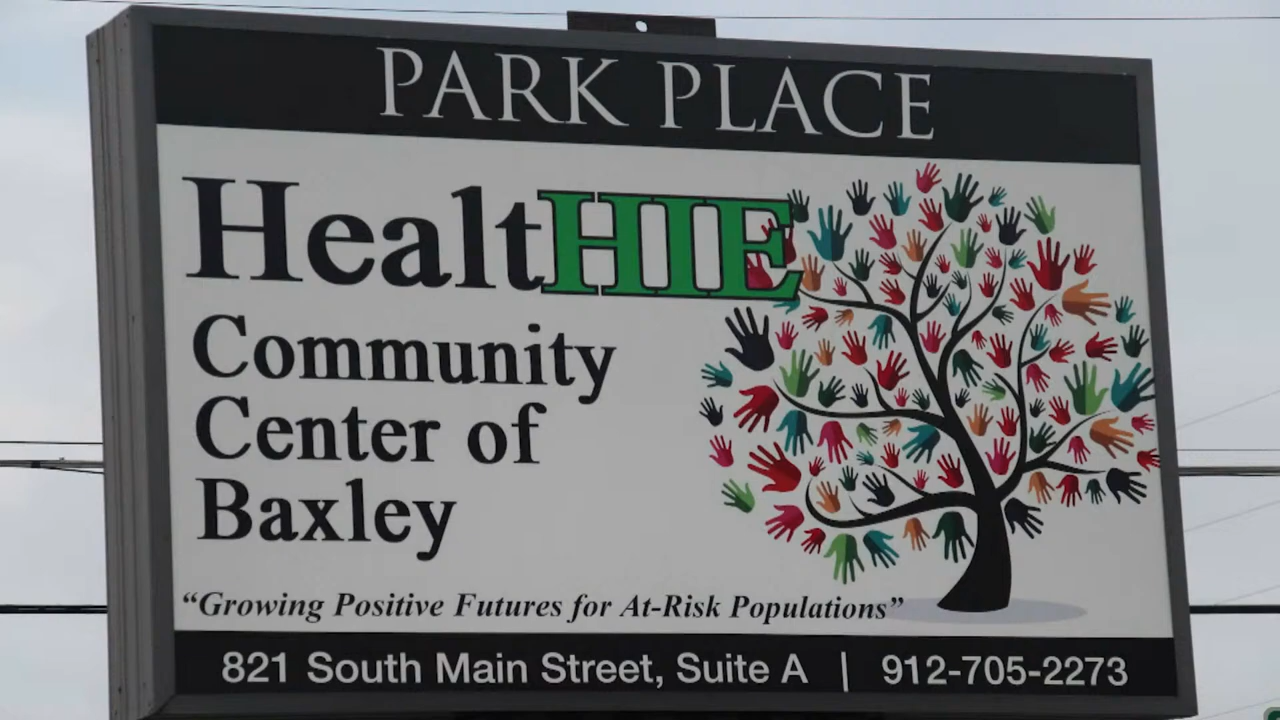 PARK PLACE
HealtHIE
Community
Center of
Baxley
“Growing Positive Futures for At-Risk Populations”
821 South Main Street, Suite A | 912-705-2273